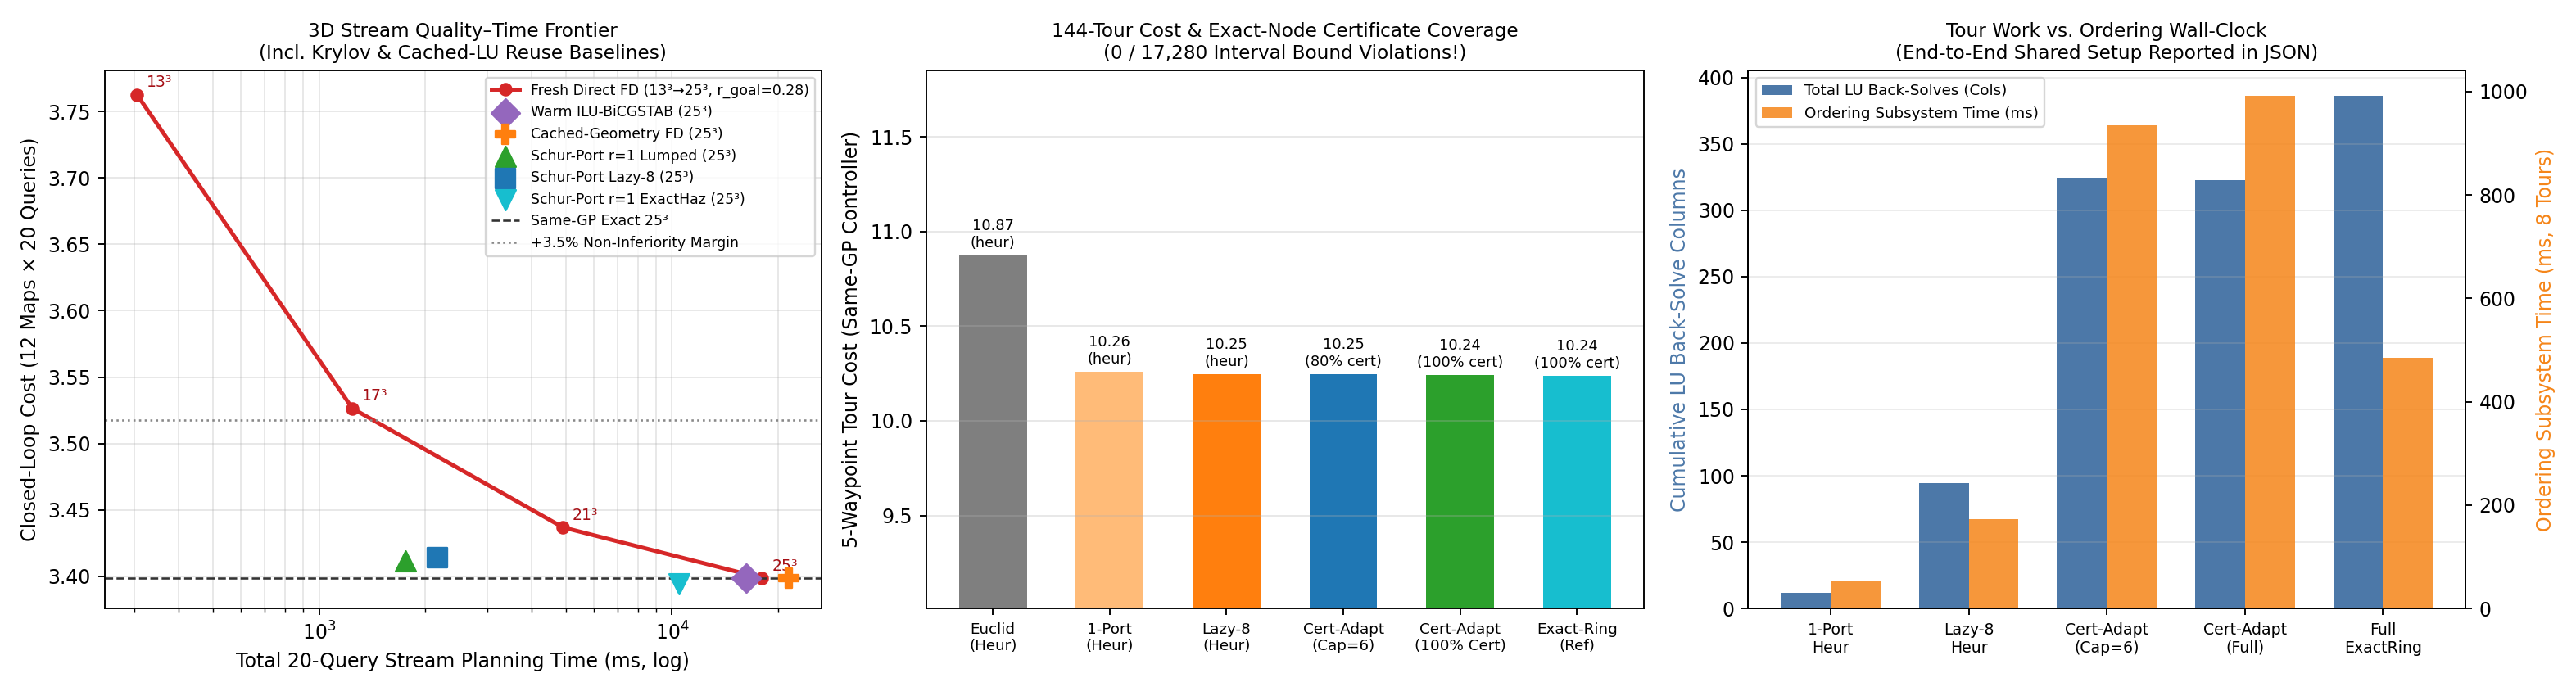 3D Stream Quality–Time Frontier
(Incl. Krylov & Cached-LU Reuse Baselines)
Closed-Loop Cost (12 Maps × 20 Queries)
3.75
3.70
3.65
3.60
3.55
3.50
3.45
3.40
13³
17³
21³
25³
Fresh Direct FD (13³→25³, r_goal=0.28)
Warm ILU-BiCGSTAB (25³)
Cached-Geometry FD (25³)
Schur-Port r=1 Lumped (25³)
Schur-Port Lazy-8 (25³)
Schur-Port r=1 ExactHaz (25³)
Same-GP Exact 25³
+3.5% Non-Inferiority Margin
10³
10⁴
Total 20-Query Stream Planning Time (ms, log)
144-Tour Cost & Exact-Node Certificate Coverage
(0 / 17,280 Interval Bound Violations!)
5-Waypoint Tour Cost (Same-GP Controller)
11.5
11.0
10.5
10.0
9.5
10.87
(heur)
10.26
(heur)
10.25
(heur)
10.25
(80% cert)
10.24
(100% cert)
10.24
(100% cert)
Euclid
(Heur)
1-Port
(Heur)
Lazy-8
(Heur)
Cert-Adapt
(Cap=6)
Cert-Adapt
(100% Cert)
Exact-Ring
(Ref)
Tour Work vs. Ordering Wall-Clock
(End-to-End Shared Setup Reported in JSON)
Cumulative LU Back-Solve Columns
400
350
300
250
200
150
100
50
0
Total LU Back-Solves (Cols)
Ordering Subsystem Time (ms)
1-Port
Heur
Lazy-8
Heur
Cert-Adapt
(Cap=6)
Cert-Adapt
(Full)
Full
ExactRing
1000
800
600
400
200
0
Ordering Subsystem Time (ms, 8 Tours)